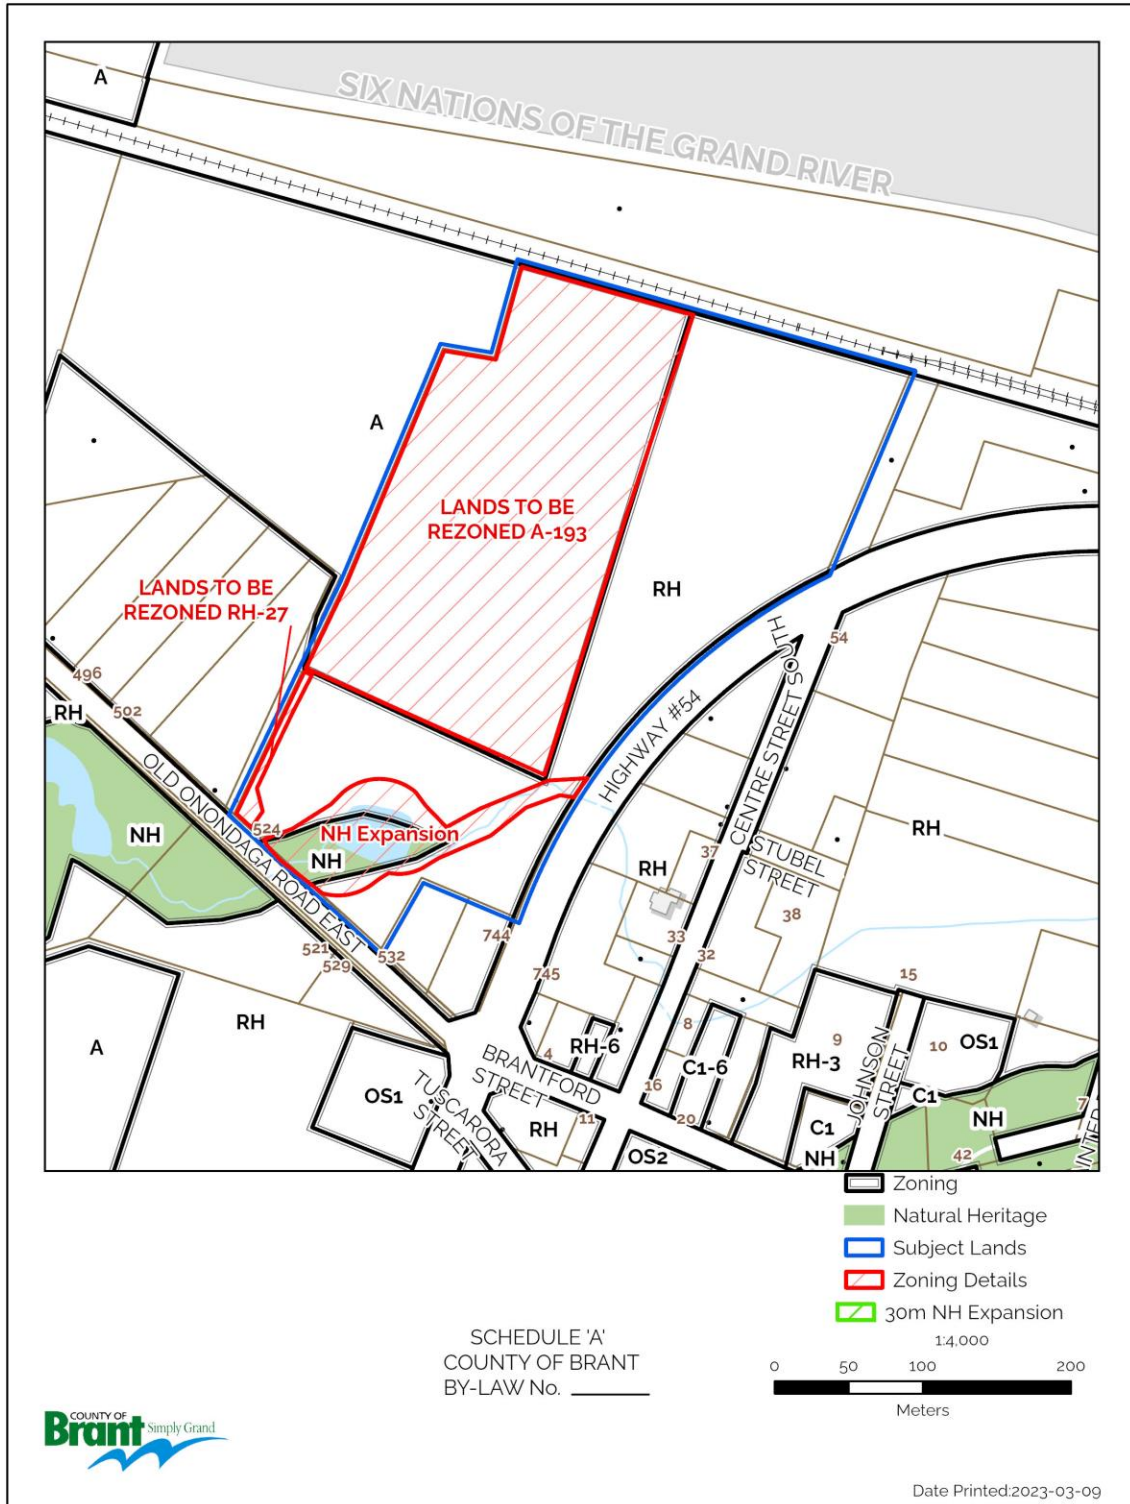 A
SIX NATIONS OF THE GRAND RIVER
A
LANDS TO BE
REZONED A-193
LANDS TO BE
REZONED RH-27
RH
SOUTH
54
496
502
RH
HIGHWAY #54
OLD ONONDAGA ROAD EAST
CENTRE STREET
524
NH Expansion
NH
NH
RH
37
STUBEL
STREET
RH
38
744
33
32
532
521
529
745
15
RH
A
8
9
10
OS1
RH-6
4
C1-6
RH-3
JOHNSON
STREET
BRANTFORD
STREET
16
OS1
TUSCARORA
STREET
C1
NH
7
11
20
RH
C1
OS2
NH
42
Zoning
Natural Heritage
Subject Lands
Zoning Details
30m NH Expansion
1:4,000
0 50 100 200
Meters
SCHEDULE 'A'
COUNTY OF BRANT
BY-LAW No. ________
COUNTY OF
Brant Simply Grand
Date Printed:2023-03-09